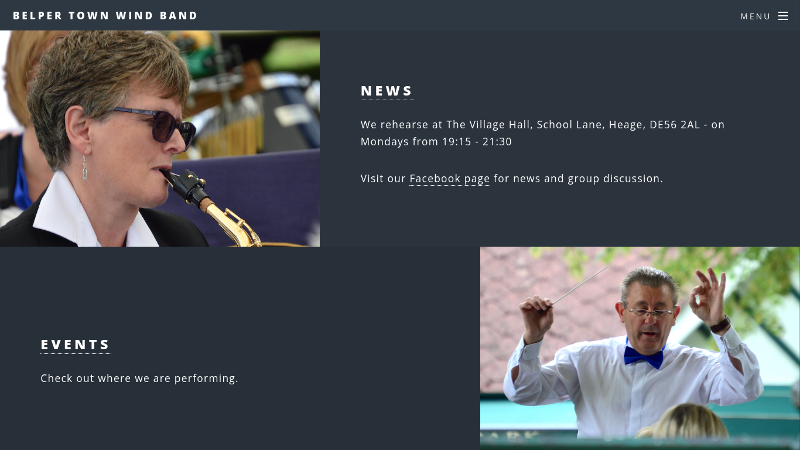 BELPER TOWN WIND BAND
MENU
NEWS
We rehearse at The Village Hall, School Lane, Heage, DE56 2AL - on
Mondays from 19:15 - 21:30
Visit our Facebook page for news and group discussion.
EVENTS
Check out where we are performing.